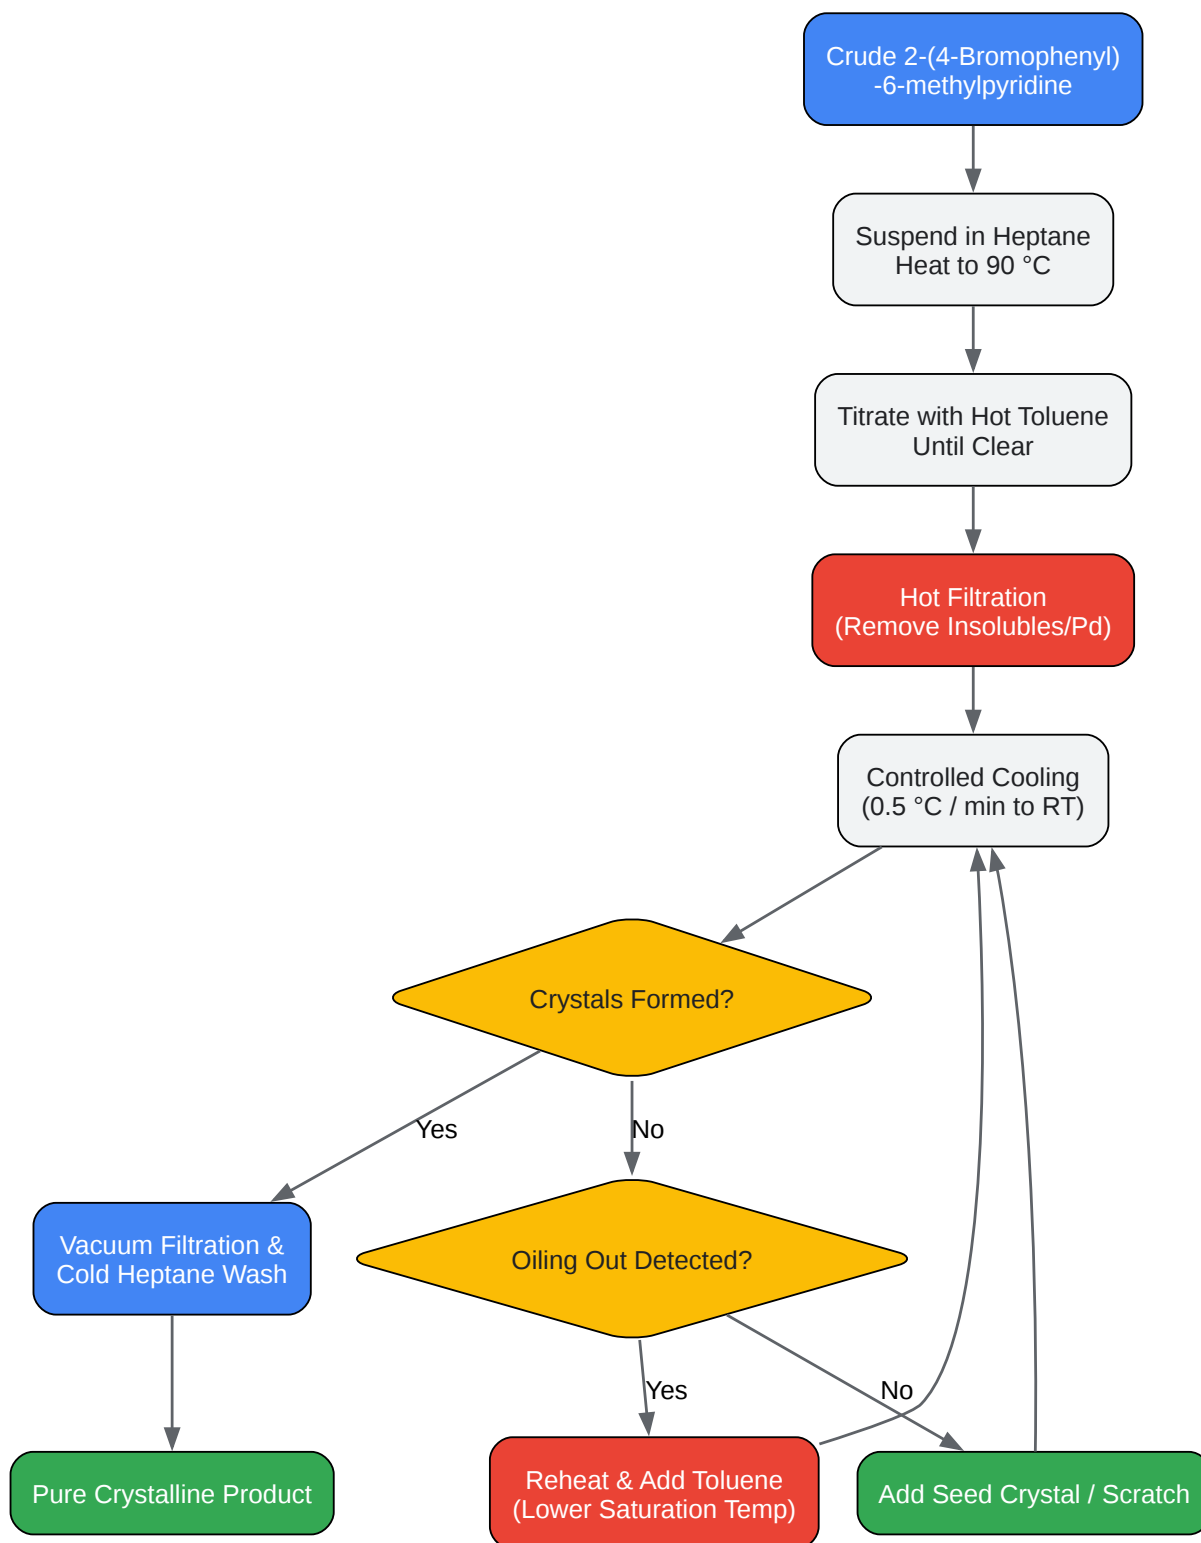 Crude 2-(4-Bromophenyl)
-6-methylpyridine
Suspend in Heptane
Heat to 90 °C
Titrate with Hot Toluene
Until Clear
Hot Filtration
(Remove Insolubles/Pd)
Controlled Cooling
(0.5 °C / min to RT)
Crystals Formed?
Yes
No
Vacuum Filtration &
Cold Heptane Wash
Oiling Out Detected?
Yes
No
Pure Crystalline Product
Reheat & Add Toluene
(Lower Saturation Temp)
Add Seed Crystal / Scratch